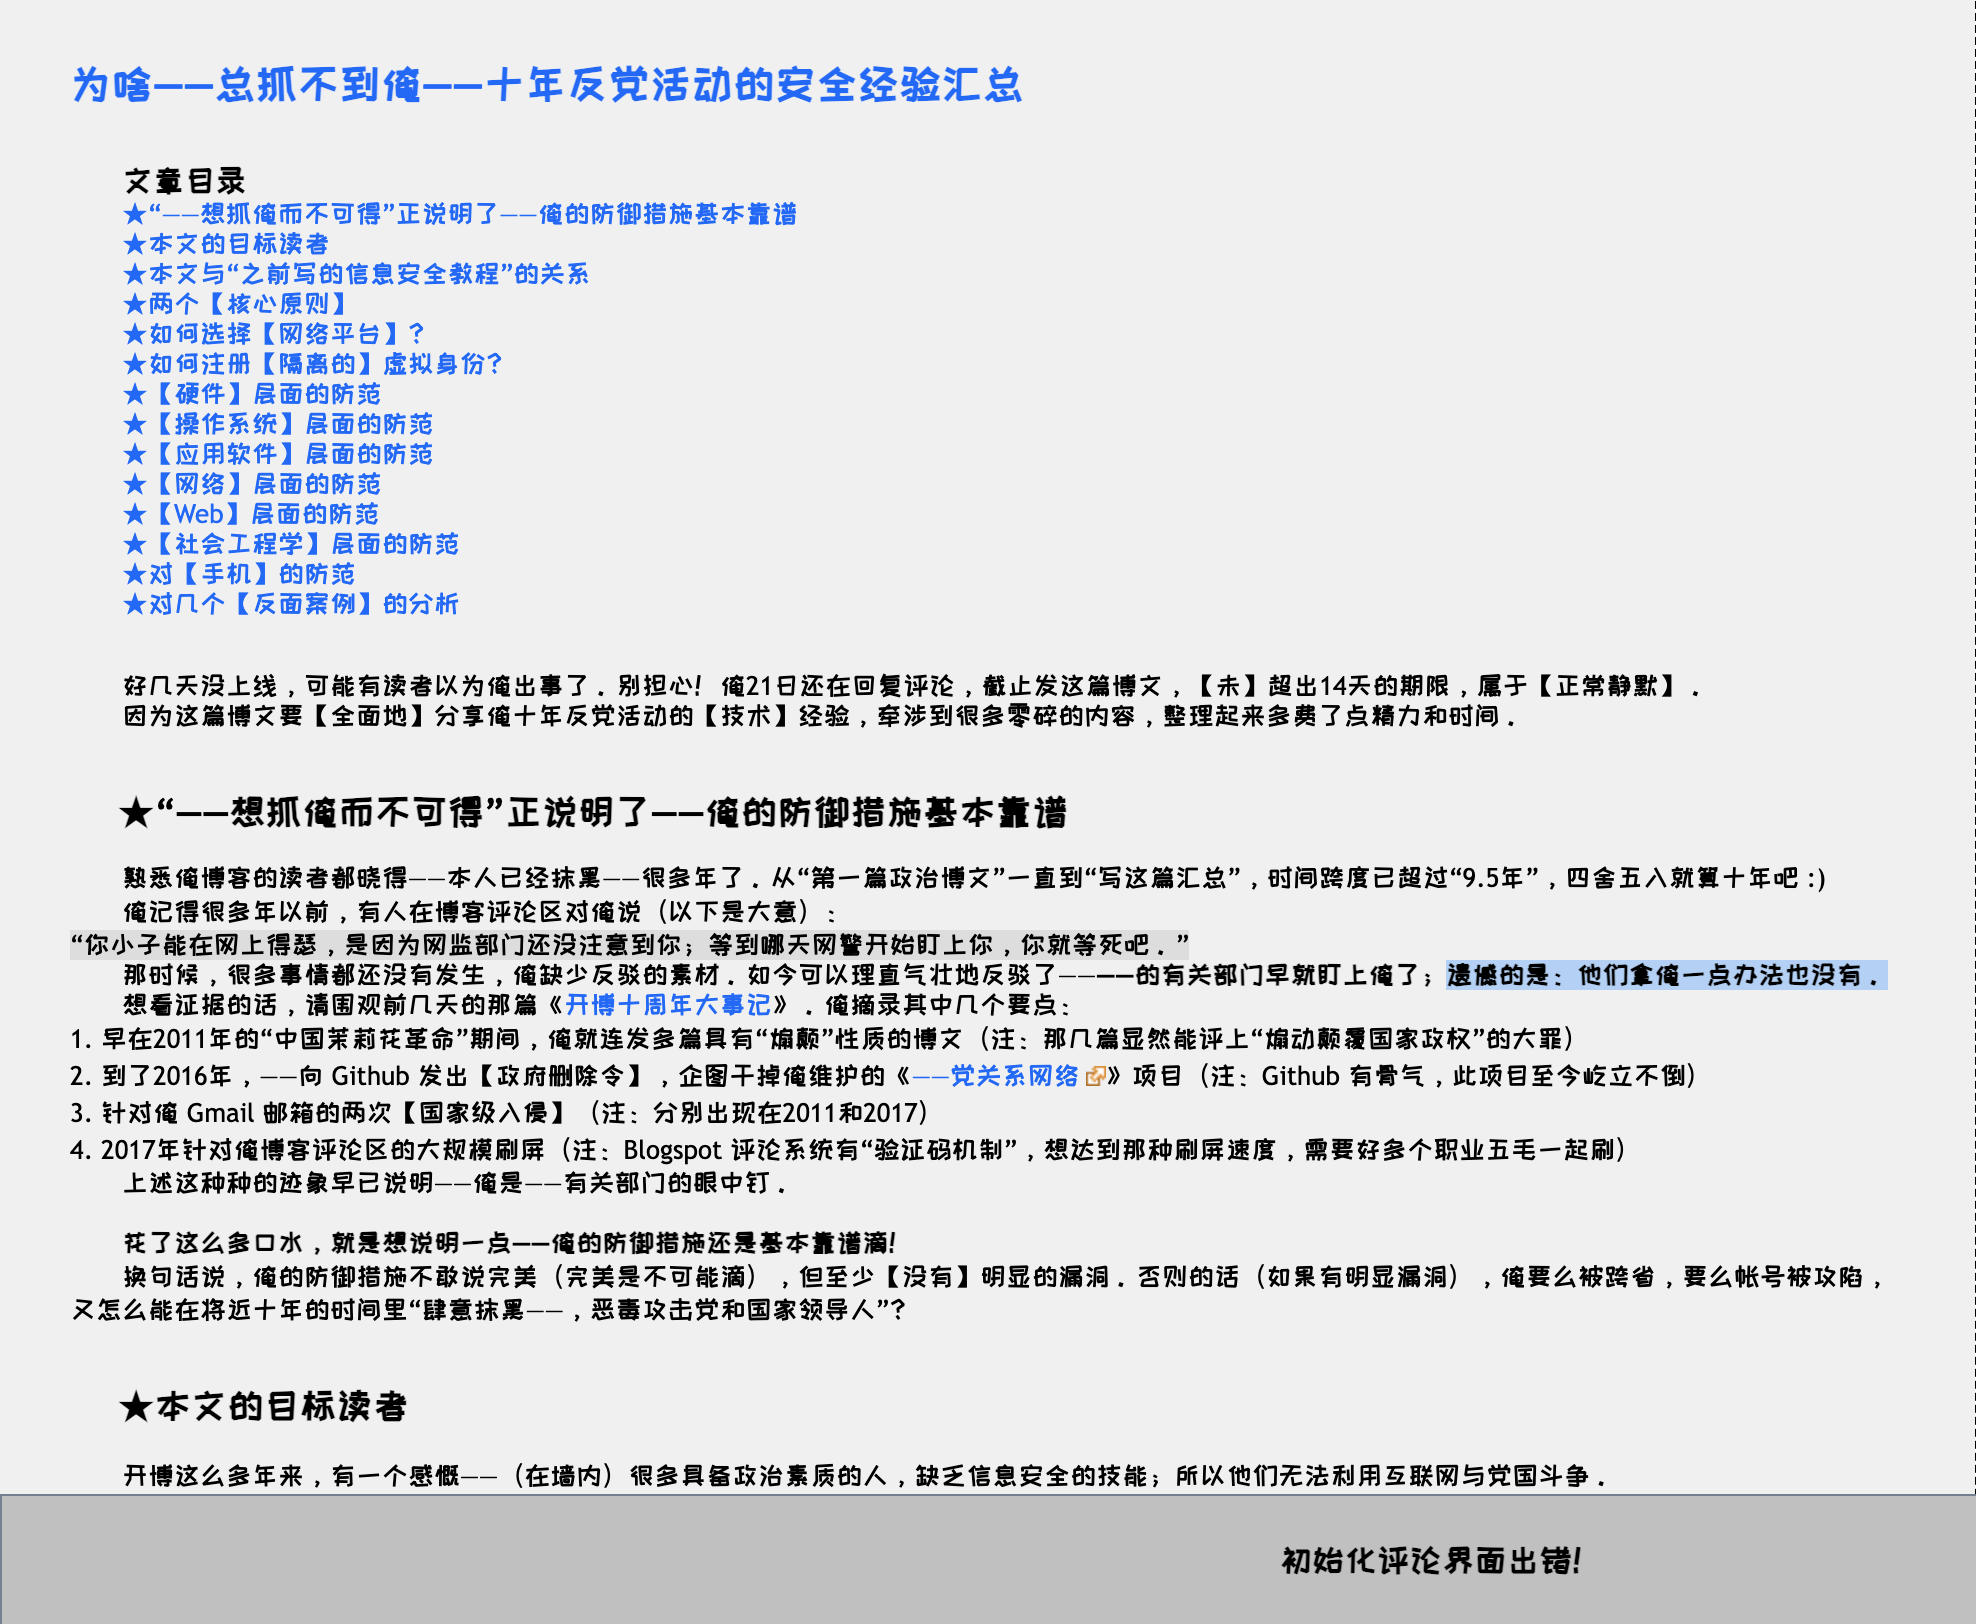 为啥——总抓不到俺——十年反党活动的安全经验汇总
文章目录
★“——想抓俺而不可得”正说明了——俺的防御措施基本靠谱
★本文的目标读者
★本文与“之前写的信息安全教程”的关系
★两个【核心原则】
★如何选择【网络平台】？
★如何注册【隔离的】虚拟身份？
★【硬件】层面的防范
★【操作系统】层面的防范
★【应用软件】层面的防范
★【网络】层面的防范
★【Web】层面的防范
★【社会工程学】层面的防范
★对【手机】的防范
★对几个【反面案例】的分析
好几天没上线，可能有读者以为俺出事了．别担心！俺21日还在回复评论，截止发这篇博文，【未】超出14天的期限，属于【正常静默】．
因为这篇博文要【全面地】分享俺十年反党活动的【技术】经验，牵涉到很多零碎的内容，整理起来多费了点精力和时间．
★“——想抓俺而不可得”正说明了——俺的防御措施基本靠谱
熟悉俺博客的读者都晓得——本人已经抹黑——很多年了．从“第一篇政治博文”一直到“写这篇汇总”，时间跨度已超过“9.5年”，四舍五入就算十年吧 :)
俺记得很多年以前，有人在博客评论区对俺说（以下是大意）：
“你小子能在网上得瑟，是因为网监部门还没注意到你；等到哪天网警开始盯上你，你就等死吧．”
那时候，很多事情都还没有发生，俺缺少反驳的素材．如今可以理直气壮地反驳了————的有关部门早就盯上俺了；遗憾的是：他们拿俺一点办法也没有．
想看证据的话，请围观前几天的那篇《开博十周年大事记》．俺摘录其中几个要点：
1. 早在2011年的“中国茉莉花革命”期间，俺就连发多篇具有“煽颠”性质的博文（注：那几篇显然能评上“煽动颠覆国家政权”的大罪）
2. 到了2016年，——向 Github 发出【政府删除令】，企图干掉俺维护的《——党关系网络》项目（注：Github 有骨气，此项目至今屹立不倒）
3. 针对俺 Gmail 邮箱的两次【国家级入侵】（注：分别出现在2011和2017）
4. 2017年针对俺博客评论区的大规模刷屏（注：Blogspot 评论系统有“验证码机制”，想达到那种刷屏速度，需要好多个职业五毛一起刷）
上述这种种的迹象早已说明——俺是——有关部门的眼中钉．
花了这么多口水，就是想说明一点——俺的防御措施还是基本靠谱滴！
换句话说，俺的防御措施不敢说完美（完美是不可能滴），但至少【没有】明显的漏洞．否则的话（如果有明显漏洞），俺要么被跨省，要么帐号被攻陷，
又怎么能在将近十年的时间里“肆意抹黑——，恶毒攻击党和国家领导人”？
★本文的目标读者
开博这么多年来，有一个感慨——（在墙内）很多具备政治素质的人，缺乏信息安全的技能；所以他们无法利用互联网与党国斗争．
初始化评论界面出错!